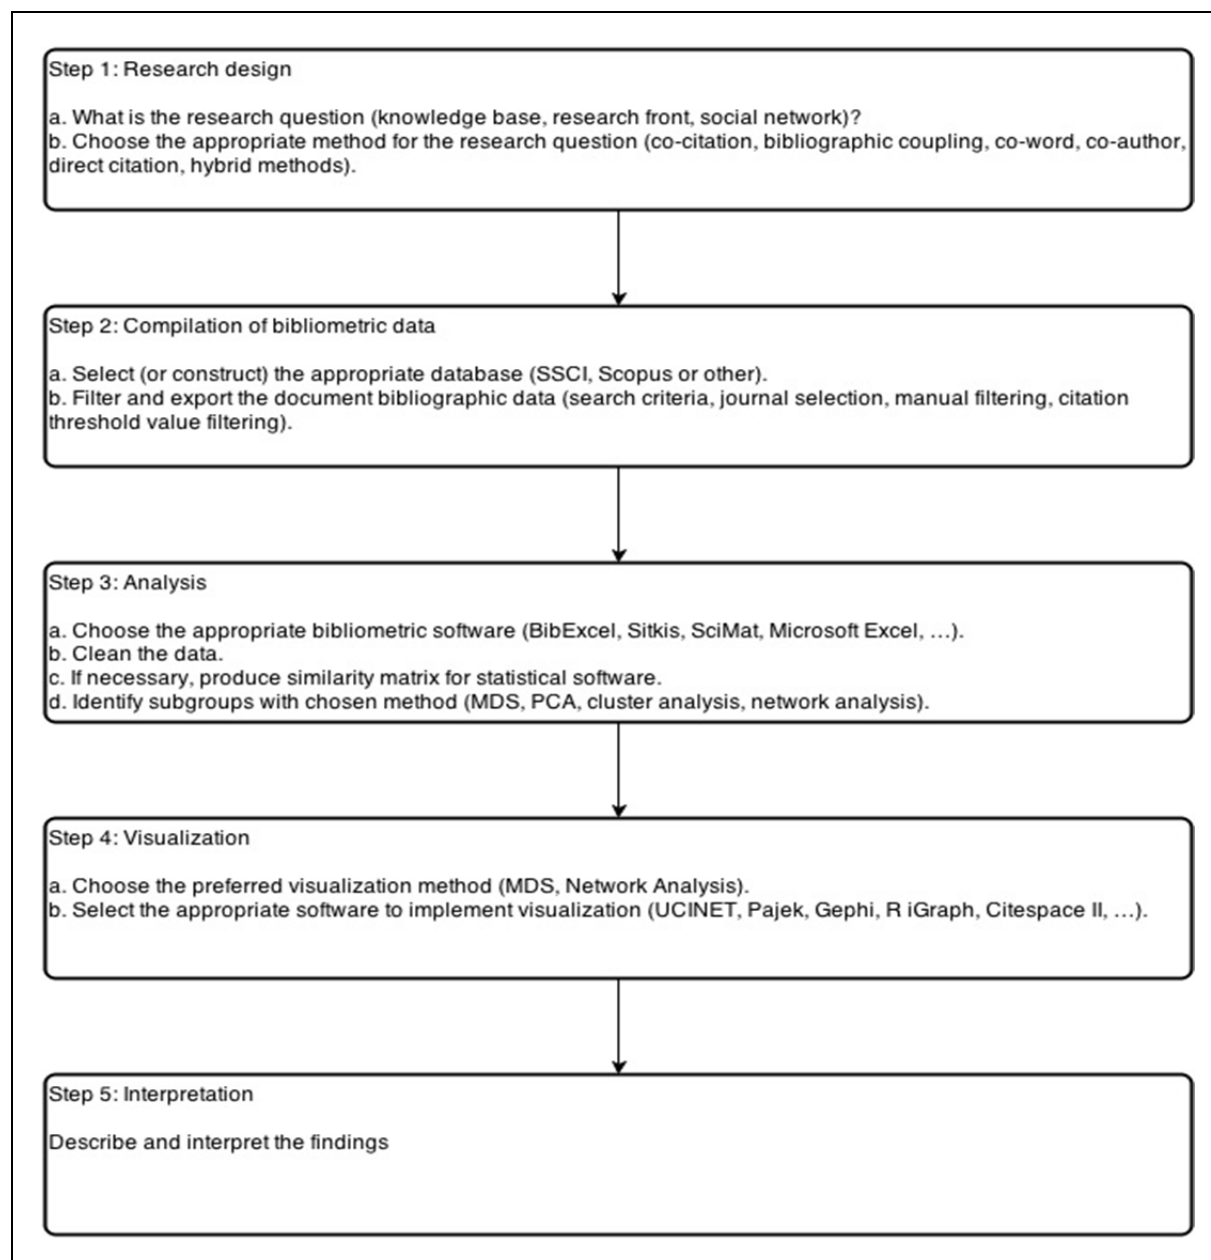 Step 1: Research design
a. What is the research question (knowledge base, research front, social network)?
b. Choose the appropriate method for the research question (co-citation, bibliographic coupling, co-word, co-author,
direct citation, hybrid methods).
Step 2: Compilation of bibliometric data
a. Select (or construct) the appropriate database (SSCI, Scopus or other).
b. Filter and export the document bibliographic data (search criteria, journal selection, manual filtering, citation
threshold value filtering).
Step 3: Analysis
a. Choose the appropriate bibliometric software (BibExcel, Sitkis, SciMat, Microsoft Excel, ...).
b. Clean the data.
c. If necessary, produce similarity matrix for statistical software.
d. Identify subgroups with chosen method (MDS, PCA, cluster analysis, network analysis).
Step 4: Visualization
a. Choose the preferred visualization method (MDS, Network Analysis).
b. Select the appropriate software to implement visualization (UCINET, Pajek, Gephi, R iGraph, Citespace II, ...).
Step 5: Interpretation
Describe and interpret the findings